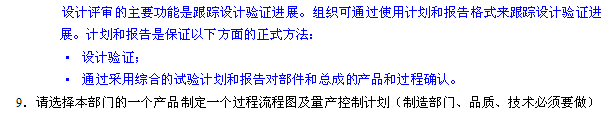 设计评审的主要功能是跟踪设计验证进展。组织可通过使用计划和报告格式来跟踪设计验证进
展。计划和报告是保证以下方面的正式方法：
• 设计验证；
• 通过采用综合的试验计划和报告对部件和总成的产品和过程确认。
9．请选择本部门的一个产品制定一个过程流程图及量产控制计划（制造部门、品质、技术必须要做）